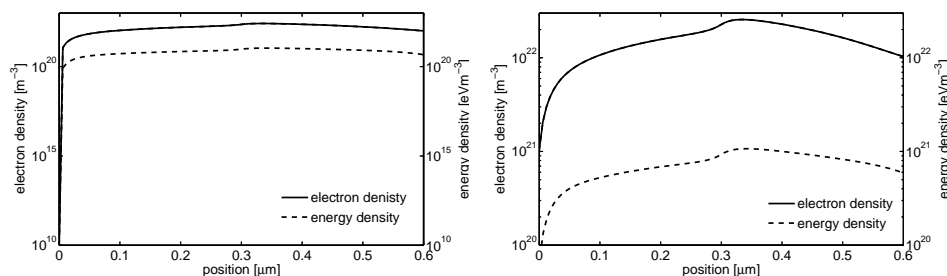 electron density [m⁻³]
10²⁰
10¹⁵
10¹⁰
0
0.1
0.2
0.3
0.4
0.5
0.6
position [μm]
electron denisty
energy density
10²⁰
10¹⁵
10¹⁰
energy density [eVm⁻³]
electron density [m⁻³]
10²²
10²¹
10²⁰
0
0.1
0.2
0.3
0.4
0.5
0.6
position [μm]
electron density
energy density
10²²
10²¹
10²⁰
energy density [eVm⁻³]